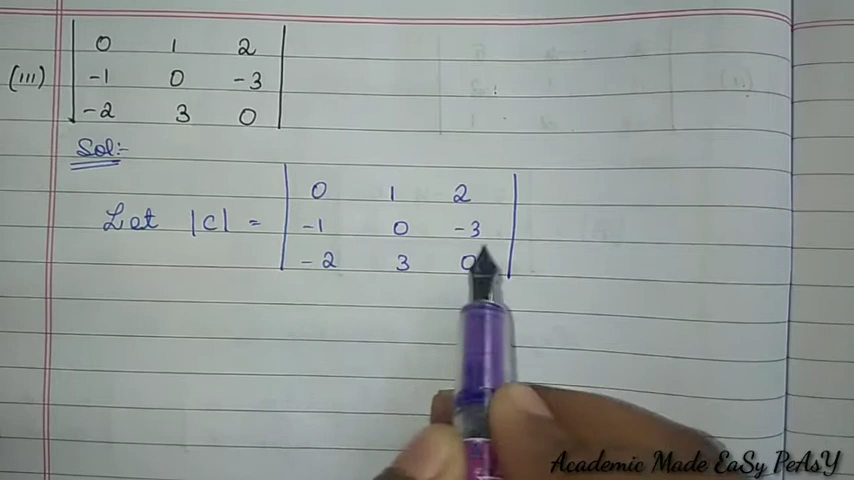 0 1 2
(iii) -1 0 -3
-2 3 0
Sol:-
0 1 2
Let |C| = -1 0 -3
-2 3 0
Academic Made EaSy PeAsY